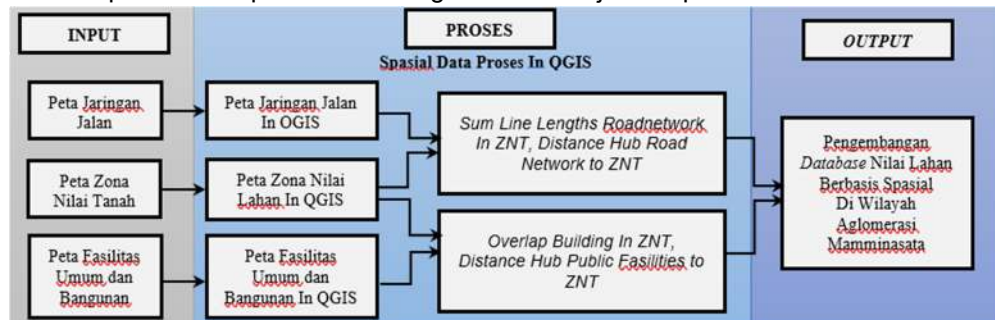 INPUT
PROSES
OUTPUT
Spasial Data Proses In QGIS
Peta Jaringan
Jalan
Peta Jaringan Jalan
In QGIS
Sum Line Lengths Roadnetwork
In ZNT, Distance Hub Road
Network to ZNT
Peta Zona
Nilai Tanah
Peta Zona Nilai
Lahan In QGIS
Pengembangan
Database Nilai Lahan
Berbasis Spasial
Di Wilayah
Aglomerasi
Mamminasata
Peta Fasilitas
Umum dan
Bangunan
Peta Fasilitas
Umum dan
Bangunan In QGIS
Overlap Building In ZNT,
Distance Hub Public Fasilities to
ZNT